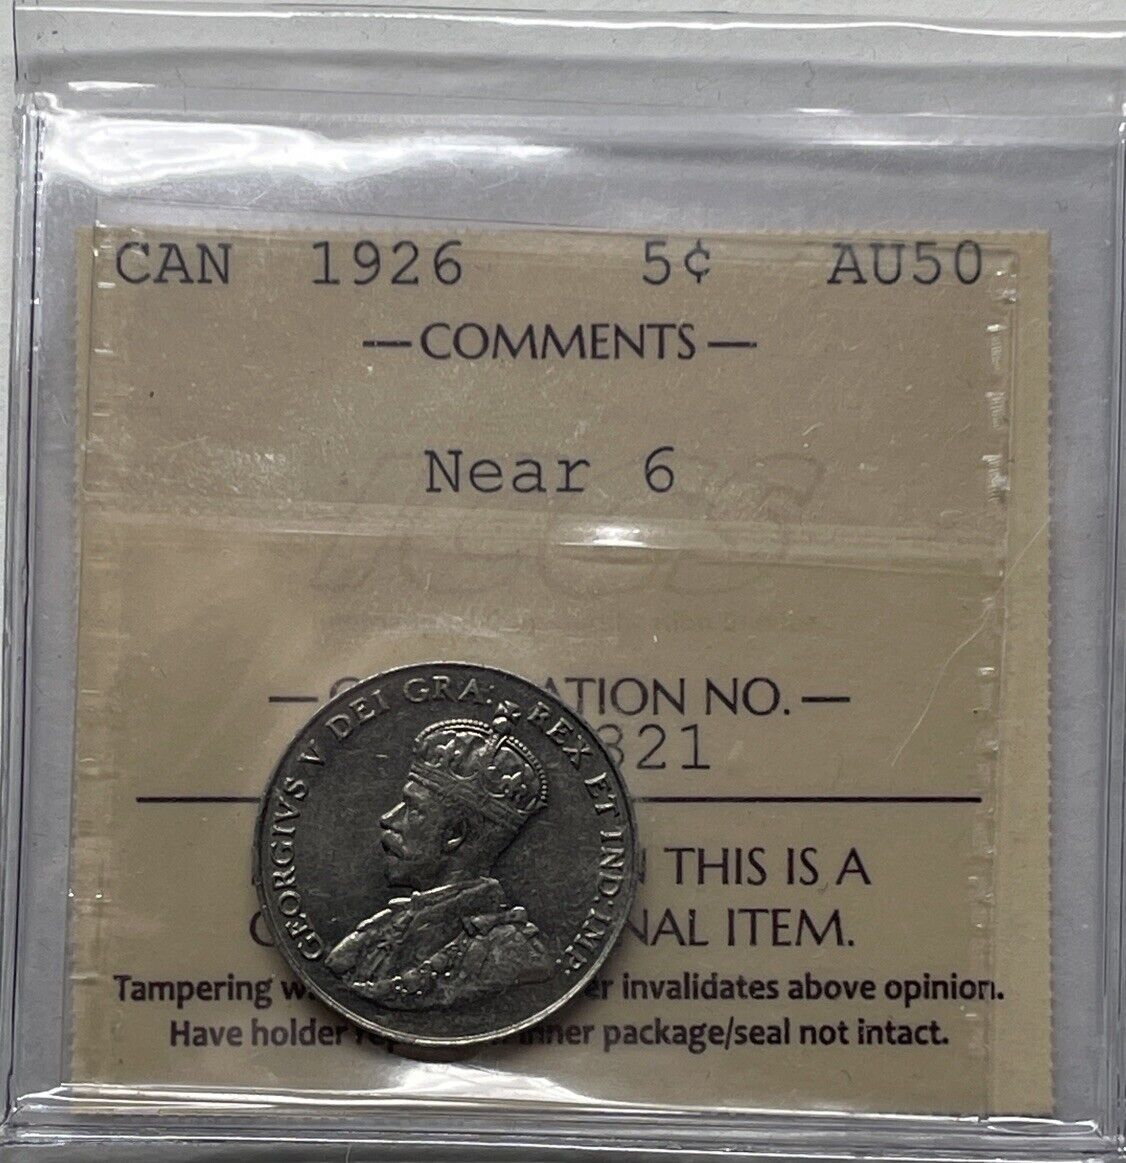 CAN 1926 5¢ AU50
— COMMENTS —
Near 6
ICCS
— ATION NO. —
321
THIS IS A
NAL ITEM.
Tampering w er invalidates above opinion.
Have holder inner package/seal not intact.
GEORGIVS V DEI GRA: REX ET IND: IMP: